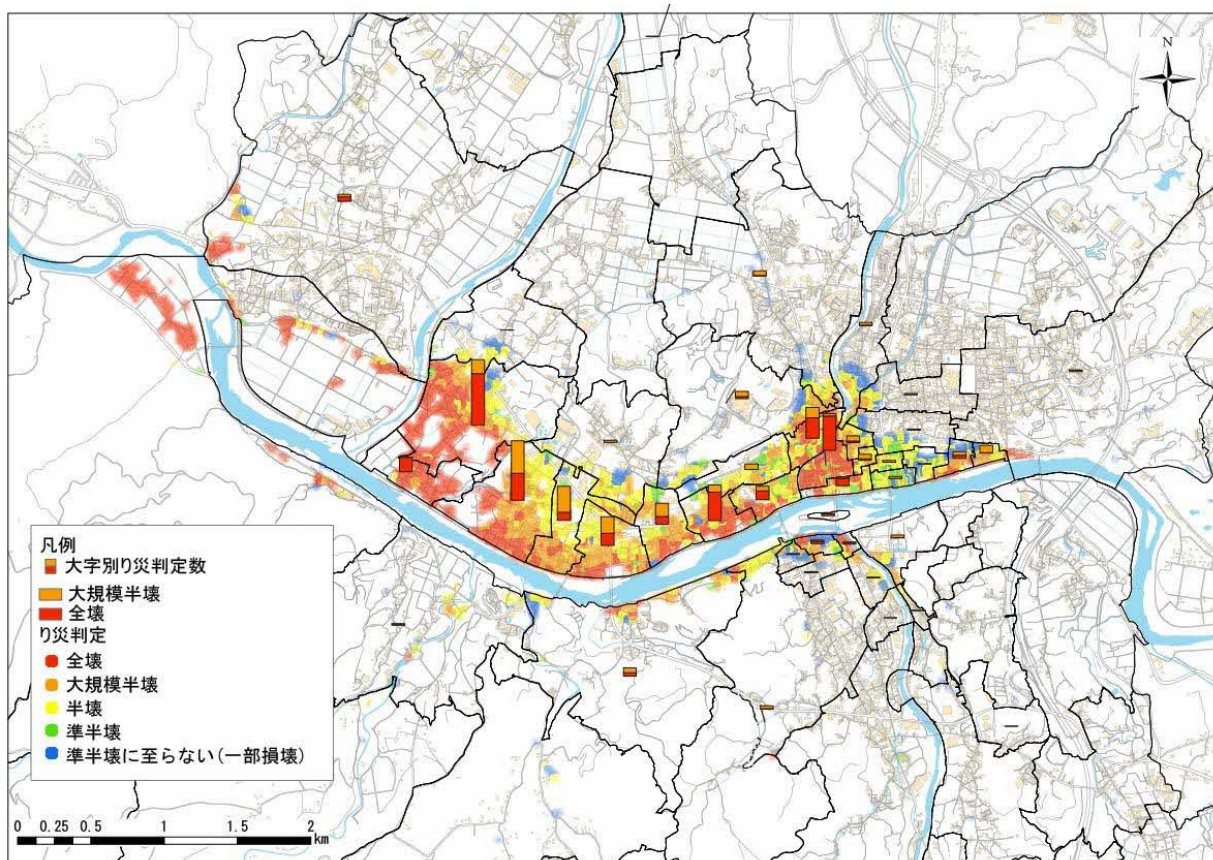 N
凡例
大字別り災判定数
大規模半壊
全壊
り災判定
全壊
大規模半壊
半壊
準半壊
準半壊に至らない(一部損壊)
0 0.25 0.5 1 1.5 2
km